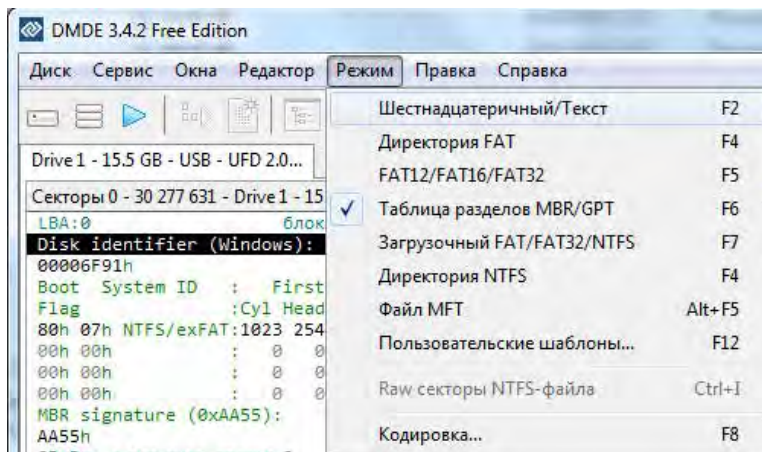 DMDE 3.4.2 Free Edition
Диск Сервис Окна Редактор Режим Правка Справка
Drive 1 - 15.5 GB - USB - UFD 2.0...
Секторы 0 - 30 277 631 - Drive 1 - 15
LBA:0 блок
Disk identifier (Windows):
00006F91h
Boot System ID : First
Flag :Cyl Head
80h 07h NTFS/exFAT:1023 254
00h 00h : 0 0
00h 00h : 0 0
00h 00h : 0 0
MBR signature (0xAA55):
AA55h
Шестнадцатеричный/Текст F2
Директория FAT F4
FAT12/FAT16/FAT32 F5
Таблица разделов MBR/GPT F6
Загрузочный FAT/FAT32/NTFS F7
Директория NTFS F4
Файл MFT Alt+F5
Пользовательские шаблоны... F12
Raw секторы NTFS-файла Ctrl+I
Кодировка... F8